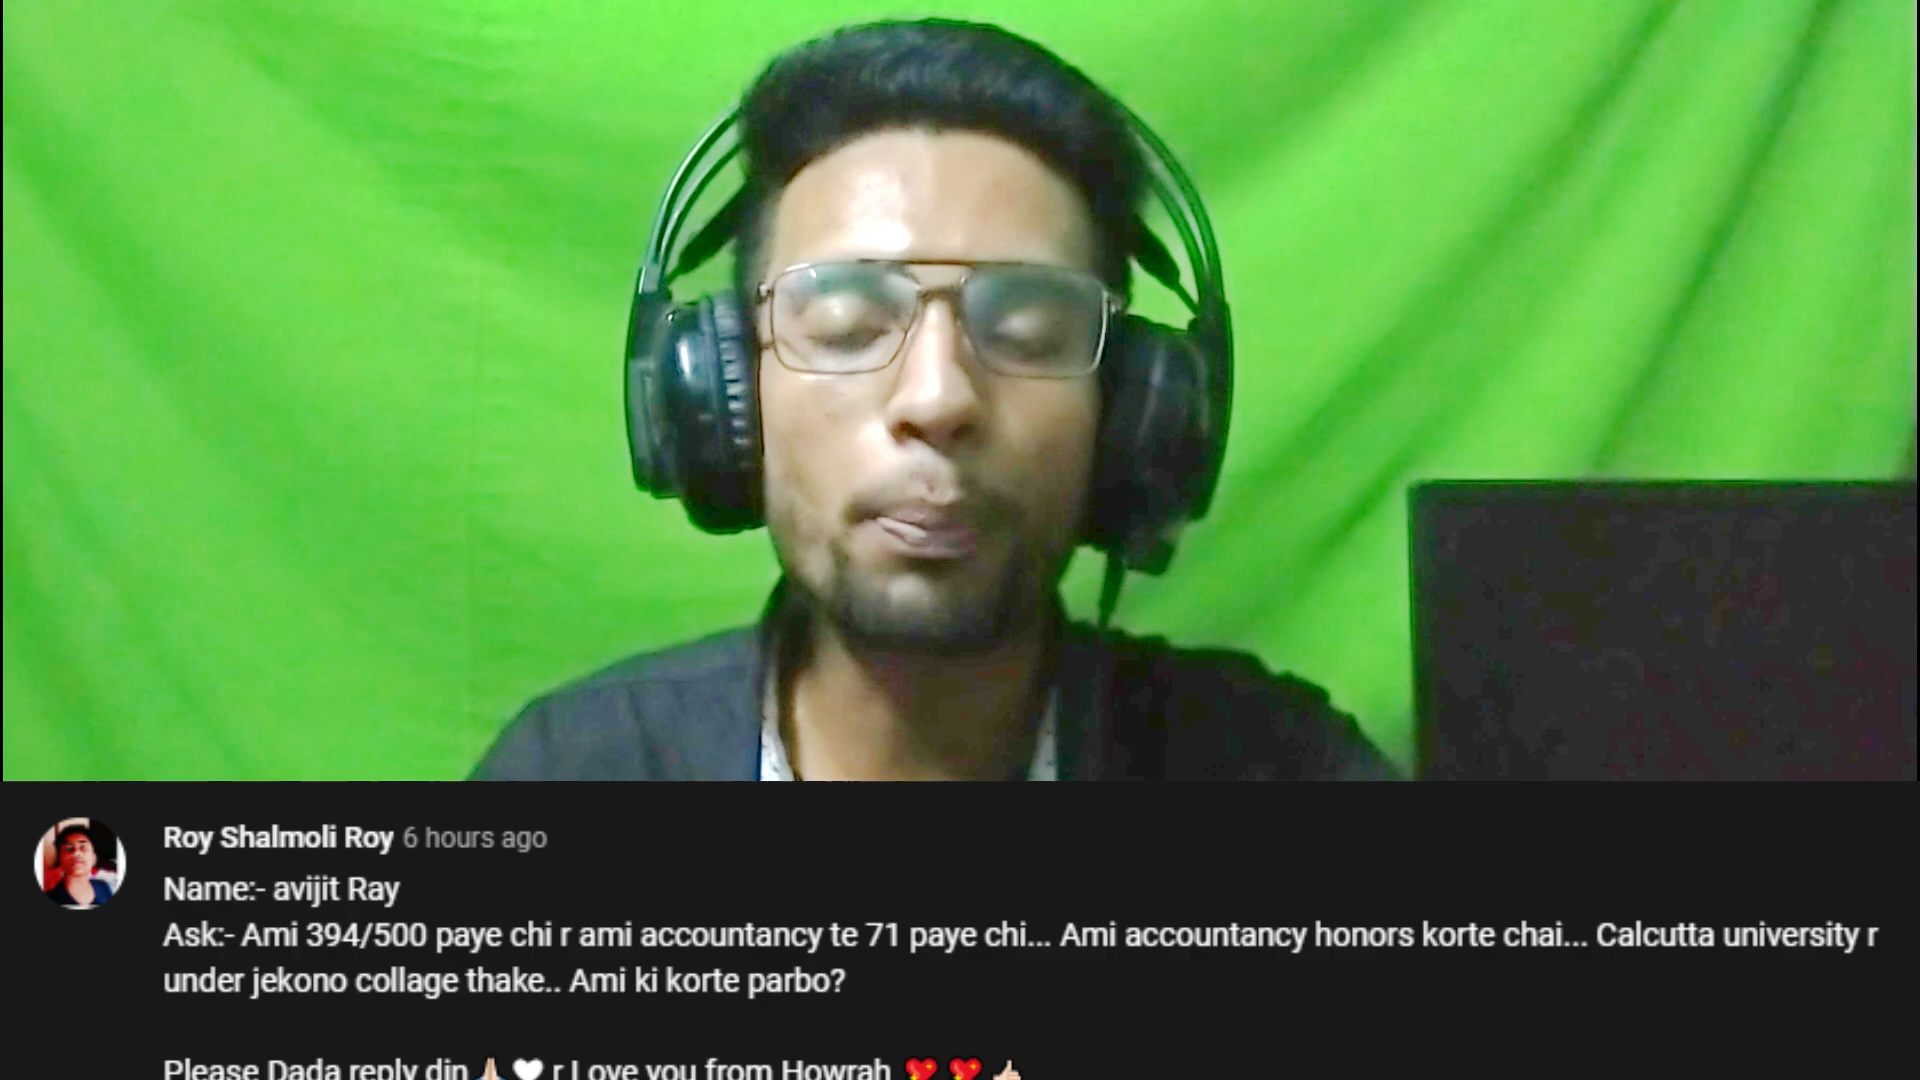 Roy Shalmoli Roy 6 hours ago
Name:- avijit Ray
Ask:- Ami 394/500 paye chi r ami accountancy te 71 paye chi... Ami accountancy honors korte chai... Calcutta university r
under jekono collage thake.. Ami ki korte parbo?
Please Dada reply din🙏🏻🤍 r Love you from Howrah 💖💖👍🏻